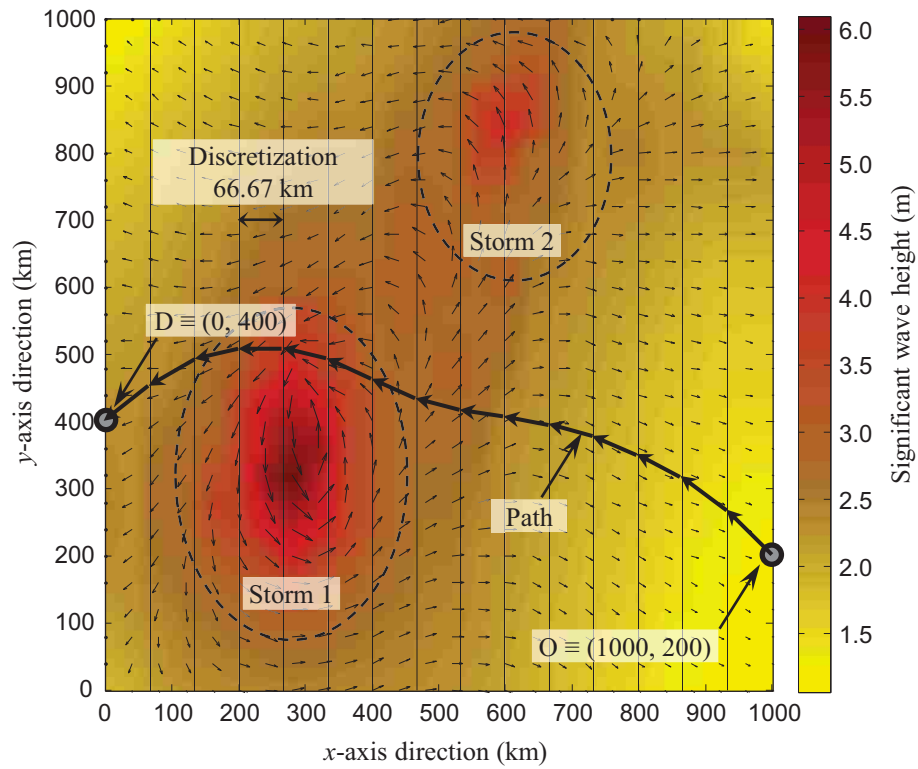 1000
900
800
700
600
500
400
300
200
100
0
y-axis direction (km)
Discretization
66.67 km
Storm 2
D ≡ (0, 400)
Path
Storm 1
O ≡ (1000, 200)
0 100 200 300 400 500 600 700 800 900 1000
x-axis direction (km)
6.0
5.5
5.0
4.5
4.0
3.5
3.0
2.5
2.0
1.5
Significant wave height (m)